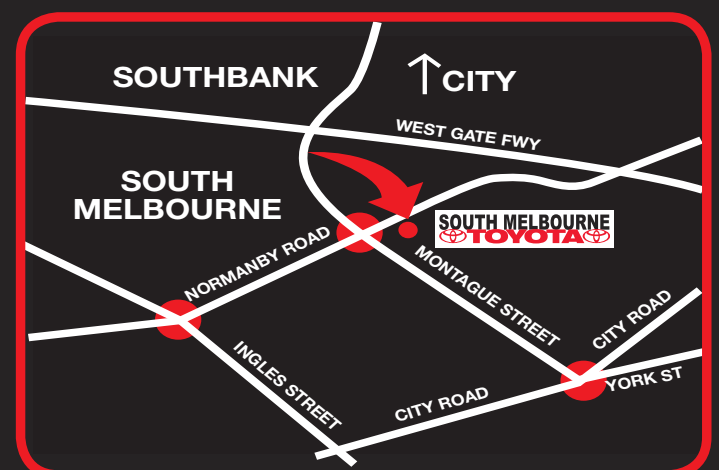 SOUTHBANK
CITY
WEST GATE FWY
SOUTH
MELBOURNE
SOUTH MELBOURNE
TOYOTA
NORMANBY ROAD
MONTAGUE STREET
CITY ROAD
INGLES STREET
YORK ST
CITY ROAD